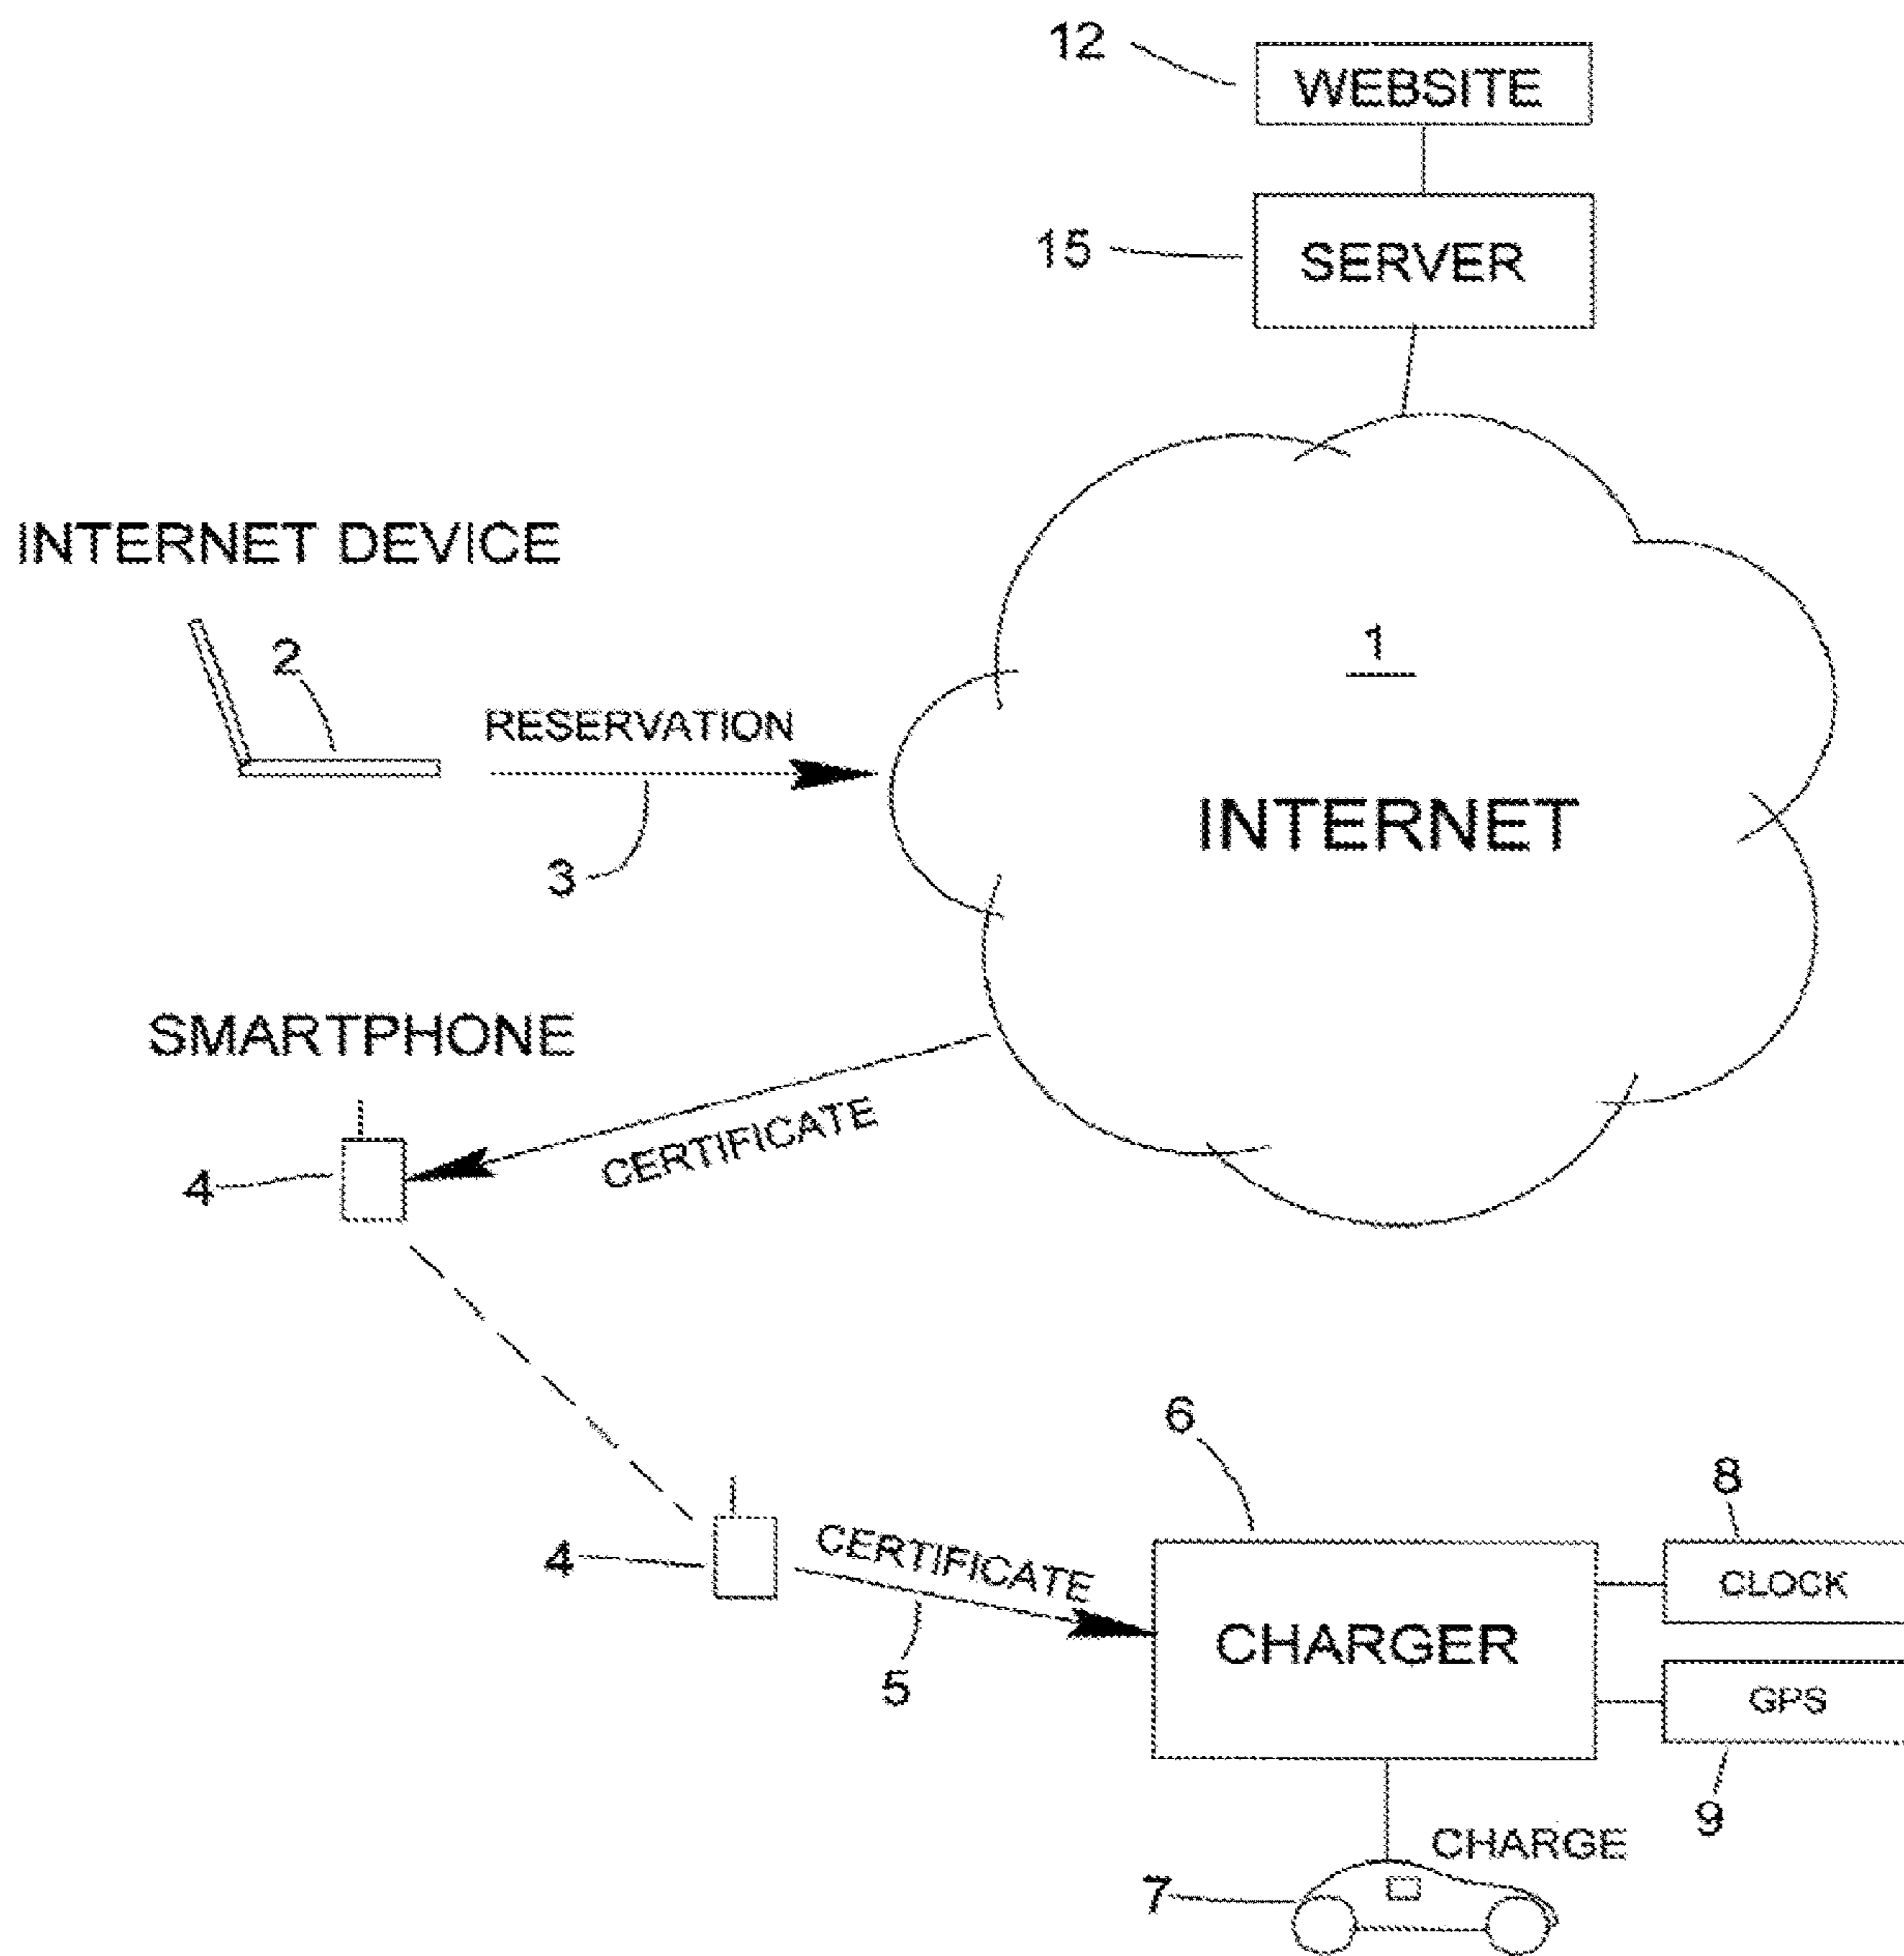 12
WEBSITE
15
SERVER
INTERNET DEVICE
2
RESERVATION
3
1
INTERNET
SMARTPHONE
4
CERTIFICATE
4
CERTIFICATE
5
6
CHARGER
8
CLOCK
GPS
9
CHARGE
7